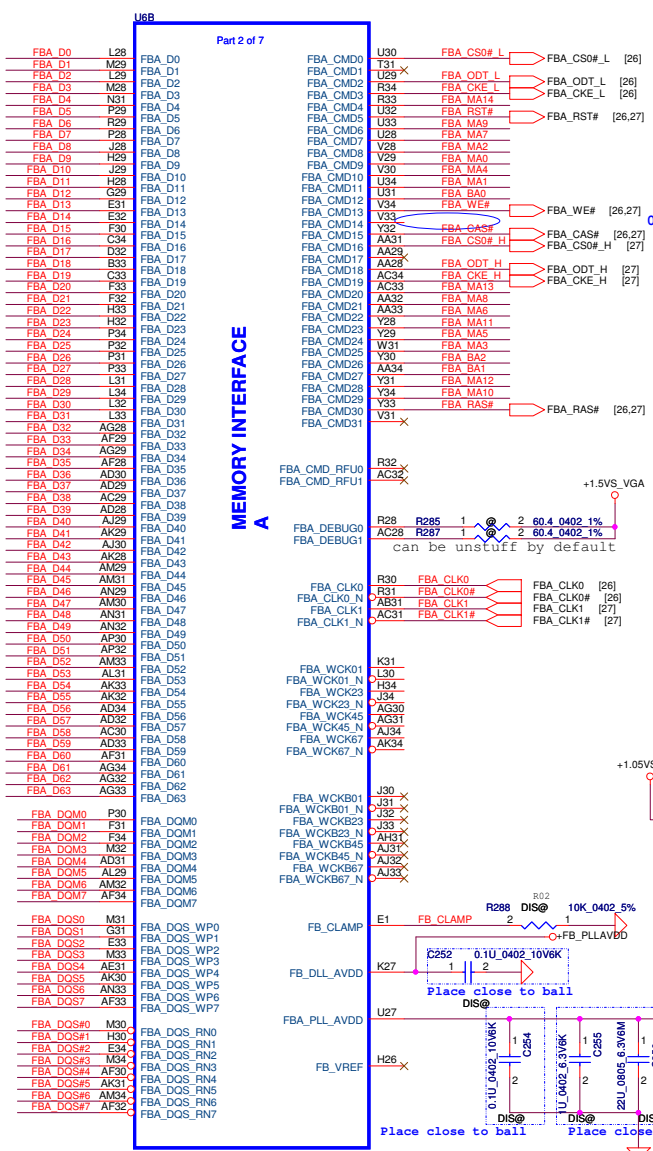 U6B
Part 2 of 7
FBA_D0 L28 FBA_D0 FBA_CMD0 U30 FBA_CS0#_L FBA_CS0#_L [26]
FBA_D1 M29 FBA_D1 FBA_CMD1 T31
FBA_D2 L29 FBA_D2 FBA_CMD2 U29 FBA_ODT_L FBA_ODT_L [26]
FBA_D3 M28 FBA_D3 FBA_CMD3 R34 FBA_CKE_L FBA_CKE_L [26]
FBA_D4 N31 FBA_D4 FBA_CMD4 R33 FBA_MA14
FBA_D5 P29 FBA_D5 FBA_CMD5 U32 FBA_RST# FBA_RST# [26,27]
FBA_D6 R29 FBA_D6 FBA_CMD6 U33 FBA_MA9
FBA_D7 P28 FBA_D7 FBA_CMD7 U28 FBA_MA7
FBA_D8 J28 FBA_D8 FBA_CMD8 V28 FBA_MA2
FBA_D9 H29 FBA_D9 FBA_CMD9 V29 FBA_MA0
FBA_D10 J29 FBA_D10 FBA_CMD10 V30 FBA_MA4
FBA_D11 H28 FBA_D11 FBA_CMD11 U34 FBA_MA1
FBA_D12 G29 FBA_D12 FBA_CMD12 U31 FBA_BA0
FBA_D13 E31 FBA_D13 FBA_CMD13 V34 FBA_WE# FBA_WE# [26,27]
FBA_D14 E32 FBA_D14 FBA_CMD14 V33
FBA_D15 F30 FBA_D15 FBA_CMD15 Y32 FBA_CAS# FBA_CAS# [26,27]
FBA_D16 C34 FBA_D16 FBA_CMD16 AA31 FBA_CS0#_H FBA_CS0#_H [27]
FBA_D17 D32 FBA_D17 FBA_CMD17 AA29
FBA_D18 B33 FBA_D18 FBA_CMD18 AA28 FBA_ODT_H FBA_ODT_H [27]
FBA_D19 C33 FBA_D19 FBA_CMD19 AC34 FBA_CKE_H FBA_CKE_H [27]
FBA_D20 F33 FBA_D20 FBA_CMD20 AC33 FBA_MA13
FBA_D21 F32 FBA_D21 FBA_CMD21 AA32 FBA_MA8
FBA_D22 H33 FBA_D22 FBA_CMD22 AA33 FBA_MA6
FBA_D23 H32 FBA_D23 FBA_CMD23 Y28 FBA_MA11
FBA_D24 P34 FBA_D24 FBA_CMD24 Y29 FBA_MA5
FBA_D25 P32 FBA_D25 FBA_CMD25 W31 FBA_MA3
FBA_D26 P31 FBA_D26 FBA_CMD26 Y30 FBA_BA2
FBA_D27 P33 FBA_D27 FBA_CMD27 AA34 FBA_BA1
FBA_D28 L31 FBA_D28 FBA_CMD28 Y31 FBA_MA12
FBA_D29 L34 FBA_D29 FBA_CMD29 Y34 FBA_MA10
FBA_D30 L32 FBA_D30 FBA_CMD30 Y33 FBA_RAS# FBA_RAS# [26,27]
FBA_D31 L33 FBA_D31 FBA_CMD31 V31
FBA_D32 AG28 FBA_D32
FBA_D33 AF29 FBA_D33
FBA_D34 AG29 FBA_D34
FBA_D35 AF28 FBA_D35 FBA_CMD_RFU0 R32
FBA_D36 AD30 FBA_D36 FBA_CMD_RFU1 AC32
FBA_D37 AD29 FBA_D37
FBA_D38 AC29 FBA_D38
FBA_D39 AD28 FBA_D39
MEMORY INTERFACE
A
+1.5VS_VGA
FBA_D40 AJ29 FBA_D40 FBA_DEBUG0 R28 R285 1 @ 2 60.4_0402_1%
FBA_D41 AK29 FBA_D41 FBA_DEBUG1 AC28 R287 1 @ 2 60.4_0402_1%
can be unstuff by default
FBA_D42 AJ30 FBA_D42
FBA_D43 AK28 FBA_D43
FBA_D44 AM29 FBA_D44
FBA_D45 AM31 FBA_D45 FBA_CLK0 R30 FBA_CLK0 FBA_CLK0 [26]
FBA_D46 AN29 FBA_D46 FBA_CLK0_N R31 FBA_CLK0# FBA_CLK0# [26]
FBA_D47 AM30 FBA_D47 FBA_CLK1 AB31 FBA_CLK1 FBA_CLK1 [27]
FBA_D48 AN31 FBA_D48 FBA_CLK1_N AC31 FBA_CLK1# FBA_CLK1# [27]
FBA_D49 AN32 FBA_D49
FBA_D50 AP30 FBA_D50
FBA_D51 AP32 FBA_D51
FBA_D52 AM33 FBA_D52 FBA_WCK01 K31
FBA_D53 AL31 FBA_D53 FBA_WCK01_N L30
FBA_D54 AK33 FBA_D54 FBA_WCK23 H34
FBA_D55 AK32 FBA_D55 FBA_WCK23_N J34
FBA_D56 AD34 FBA_D56 FBA_WCK45 AG30
FBA_D57 AD32 FBA_D57 FBA_WCK45_N AG31
FBA_D58 AC30 FBA_D58 FBA_WCK67 AJ34
FBA_D59 AD33 FBA_D59 FBA_WCK67_N AK34
FBA_D60 AF31 FBA_D60
FBA_D61 AG34 FBA_D61
FBA_D62 AG32 FBA_D62
FBA_D63 AG33 FBA_D63 FBA_WCKB01 J30
FBA_WCKB01_N J31
FBA_DQM0 P30 FBA_DQM0 FBA_WCKB23 J32
FBA_DQM1 F31 FBA_DQM1 FBA_WCKB23_N J33
FBA_DQM2 F34 FBA_DQM2 FBA_WCKB45 AH31
FBA_DQM3 M32 FBA_DQM3 FBA_WCKB45_N AJ31
FBA_DQM4 AD31 FBA_DQM4 FBA_WCKB67 AJ32
FBA_DQM5 AL29 FBA_DQM5 FBA_WCKB67_N AJ33
FBA_DQM6 AM32 FBA_DQM6
FBA_DQM7 AF34 FBA_DQM7
R02
FBA_DQS0 M31 FBA_DQS_WP0 FB_CLAMP E1 FB_CLAMP R288 2 DIS@ 1 10K_0402_5%
FBA_DQS1 G31 FBA_DQS_WP1 +FB_PLLAVDD
FBA_DQS2 E33 FBA_DQS_WP2
FBA_DQS3 M33 FBA_DQS_WP3 C252 0.1U_0402_10V6K
FBA_DQS4 AE31 FBA_DQS_WP4 FB_DLL_AVDD K27 1 2
FBA_DQS5 AK30 FBA_DQS_WP5
FBA_DQS6 AN33 FBA_DQS_WP6 Place close to ball
FBA_DQS7 AF33 FBA_DQS_WP7 DIS@
FB_PLL_AVDD U27
FBA_DQS#0 M30 FBA_DQS_RN0
FBA_DQS#1 H30 FBA_DQS_RN1
FBA_DQS#2 E34 FBA_DQS_RN2
FBA_DQS#3 M34 FBA_DQS_RN3 FB_VREF H26
FBA_DQS#4 AF30 FBA_DQS_RN4
FBA_DQS#5 AK31 FBA_DQS_RN5
FBA_DQS#6 AM34 FBA_DQS_RN6
FBA_DQS#7 AF32 FBA_DQS_RN7
0.1U_0402_10V6K 1 2 C254 DIS@
1U_0402_6.3V6K 1 2 C255 DIS@
22U_0805_6.3V6M 1 2 DIS@
Place close to ball
Place close
+1.05VS